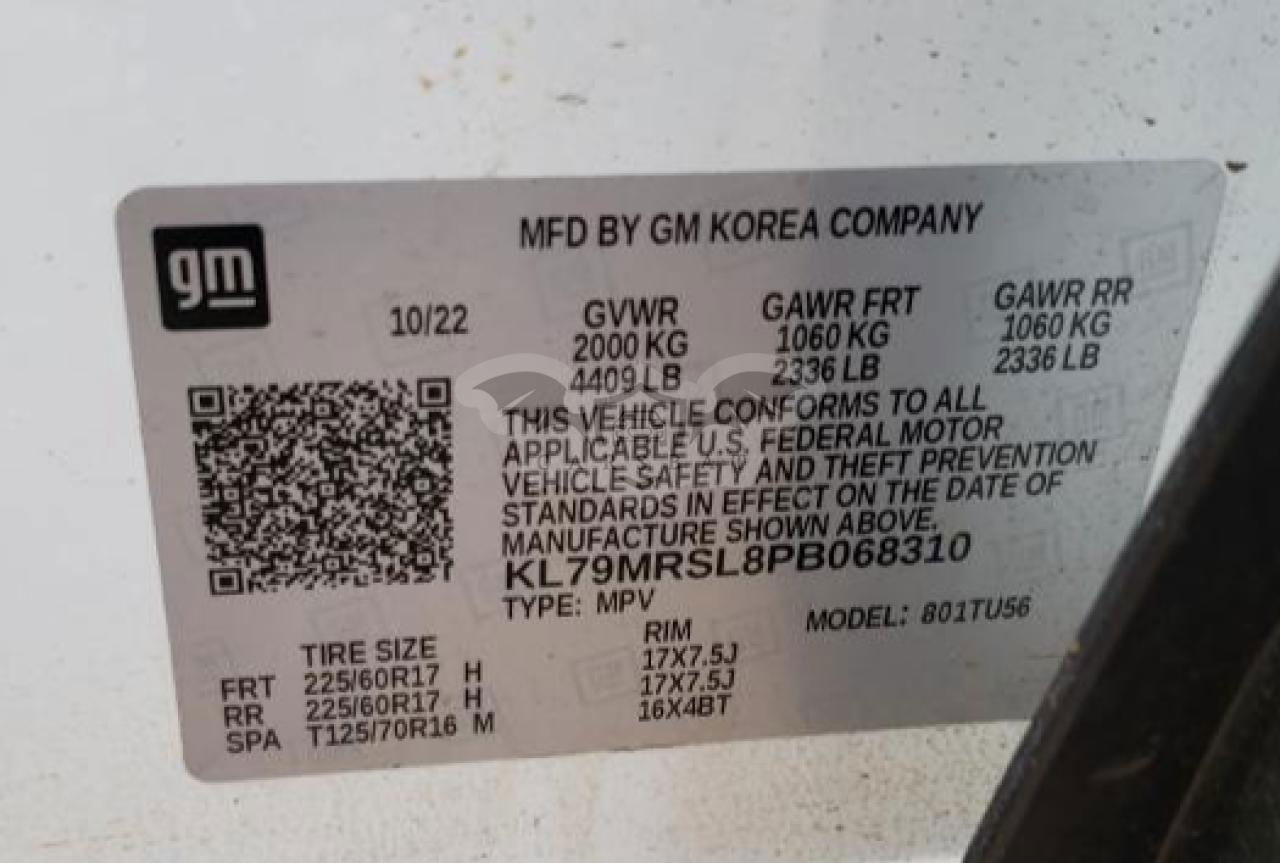 gm
MFD BY GM KOREA COMPANY
10/22
GVWR GAWR FRT GAWR RR
2000 KG 1060 KG 1060 KG
4409 LB 2336 LB 2336 LB
THIS VEHICLE CONFORMS TO ALL
APPLICABLE U.S. FEDERAL MOTOR
VEHICLE SAFETY AND THEFT PREVENTION
STANDARDS IN EFFECT ON THE DATE OF
MANUFACTURE SHOWN ABOVE.
KL79MRSL8PB068310
TYPE: MPV MODEL: 801TU56
TIRE SIZE RIM
FRT 225/60R17 H 17X7.5J
RR 225/60R17 H 17X7.5J
SPA T125/70R16 M 16X4BT